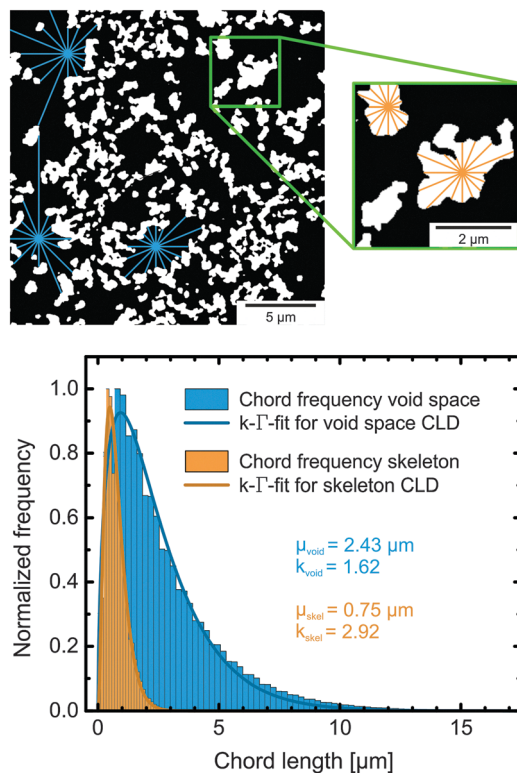 5 µm
2 µm
Normalized frequency
1.0
0.8
0.6
0.4
0.2
0.0
Chord frequency void space
k-Γ-fit for void space CLD
Chord frequency skeleton
k-Γ-fit for skeleton CLD
µvoid = 2.43 µm
kvoid = 1.62
µskel = 0.75 µm
kskel = 2.92
0 5 10 15
Chord length [µm]